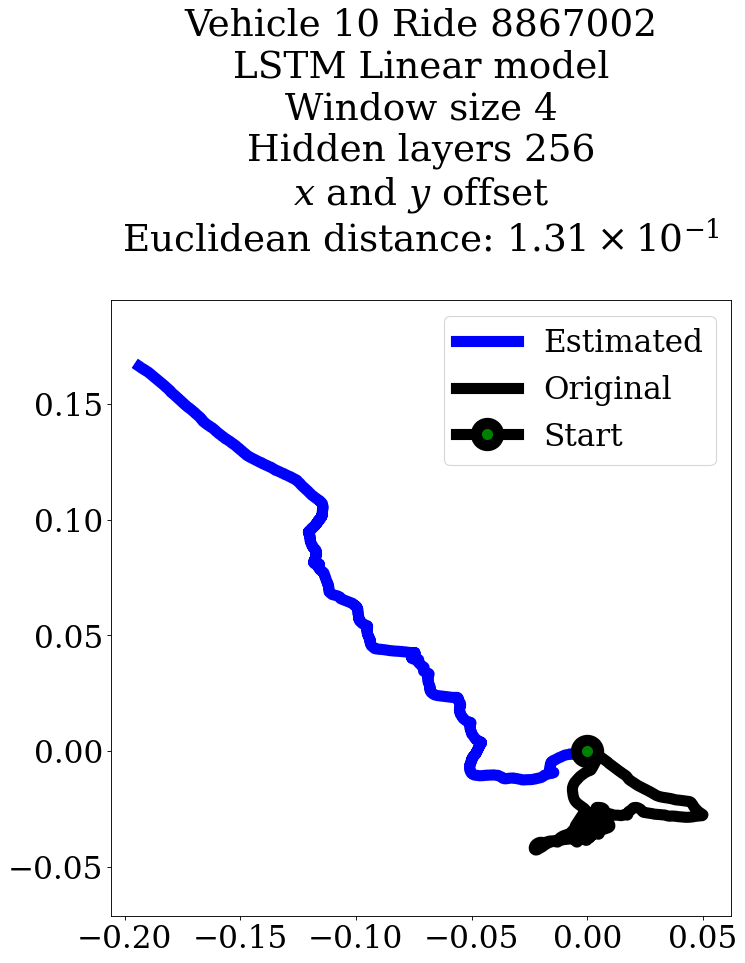 Vehicle 10 Ride 8867002
LSTM Linear model
Window size 4
Hidden layers 256
x and y offset
Euclidean distance: 1.31 × 10⁻¹
Estimated
Original
Start
0.15
0.10
0.05
0.00
−0.05
−0.20 −0.15 −0.10 −0.05 0.00 0.05